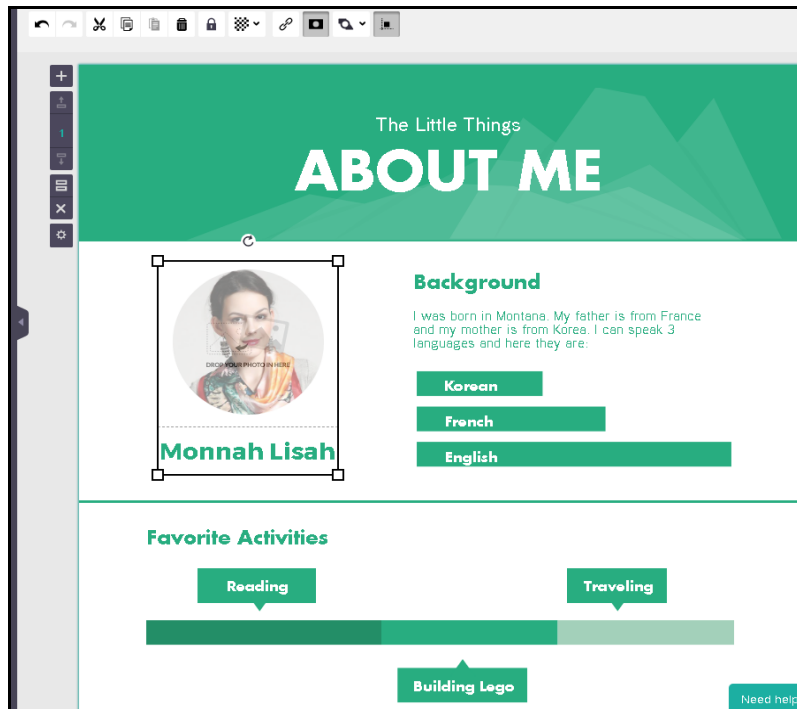 1
The Little Things
ABOUT ME
DROP YOUR PHOTO IN HERE
Monnah Lisah
Background
I was born in Montana. My father is from France
and my mother is from Korea. I can speak 3
languages and here they are:
Korean
French
English
Favorite Activities
Reading
Traveling
Building Lego
Need help